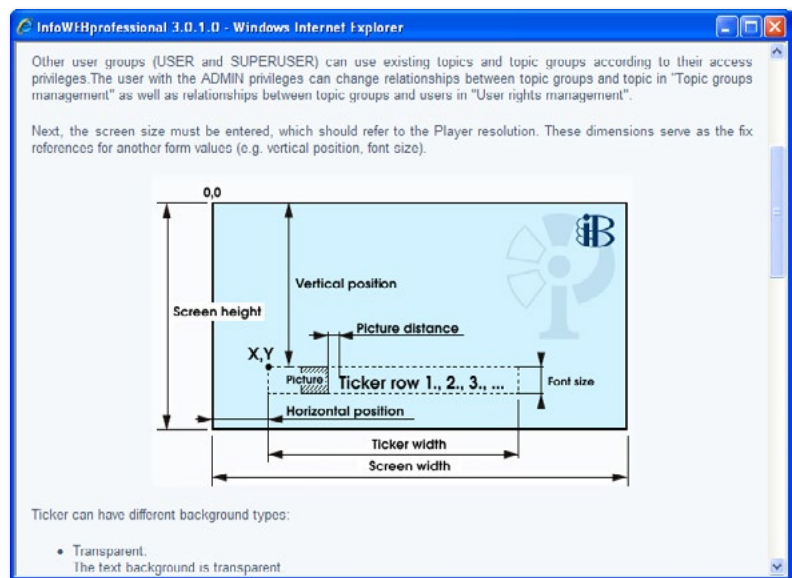 InfoWEBprofessional 3.0.1.0 - Windows Internet Explorer
Other user groups (USER and SUPERUSER) can use existing topics and topic groups according to their access
privileges.The user with the ADMIN privileges can change relationships between topic groups and topic in "Topic groups
management" as well as relationships between topic groups and users in "User rights management".
Next, the screen size must be entered, which should refer to the Player resolution. These dimensions serve as the fix
references for another form values (e.g. vertical position, font size).
0,0
iB
Vertical position
Screen height
Picture distance
X,Y
Picture Ticker row 1., 2., 3., ... Font size
Horizontal position
Ticker width
Screen width
Ticker can have different background types:
• Transparent.
The text background is transparent